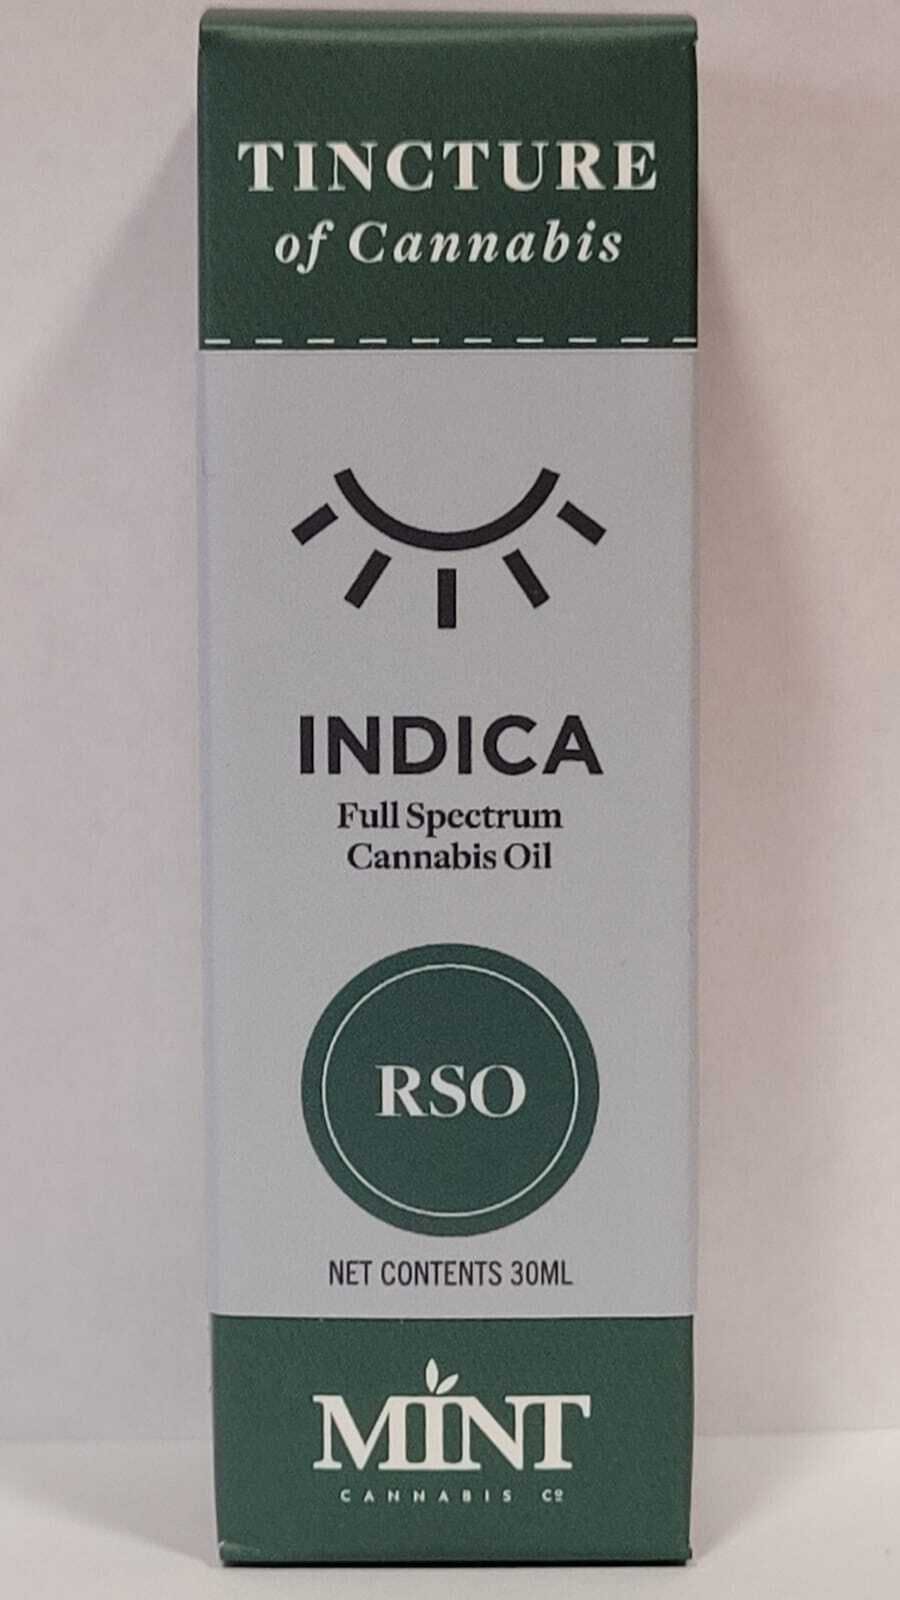 TINCTURE
of Cannabis
INDICA
Full Spectrum
Cannabis Oil
RSO
NET CONTENTS 30ML
MINT
CANNABIS Cº